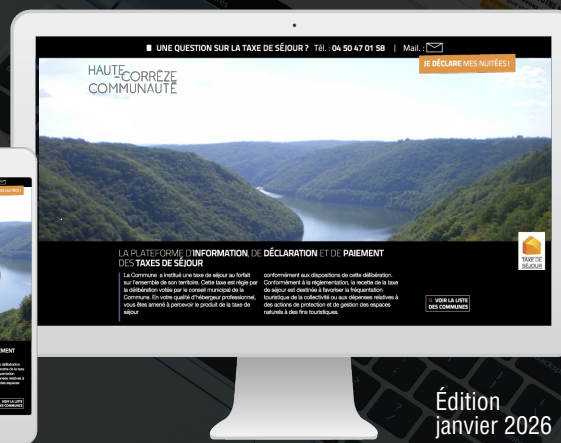 UNE QUESTION SUR LA TAXE DE SÉJOUR ? Tél. : 04 50 47 01 58 | Mail. :
JE DÉCLARE MES NUITÉES !
HAUTE
-CORRÈZE
COMMUNAUTÉ
LA PLATEFORME D'INFORMATION, DE DÉCLARATION ET DE PAIEMENT
DES TAXES DE SÉJOUR
La Commune a institué une taxe de séjour au forfait
sur l'ensemble de son territoire. Cette taxe est régie par
la délibération votée par le conseil municipal de la
Commune. En votre qualité d'hébergeur professionnel,
vous êtes amené à percevoir le produit de la taxe de
séjour
conformément aux dispositions de cette délibération.
Conformément à la réglementation, la recette de la taxe
de séjour est destinée à favoriser la fréquentation
touristique de la collectivité ou aux dépenses relatives à
des actions de protection et de gestion des espaces
naturels à des fins touristiques.
TAXE DE
SÉJOUR
VOIR LA LISTE
DES COMMUNES
EMENT
VOIR LA LISTE
DES COMMUNES
Édition
janvier 2026